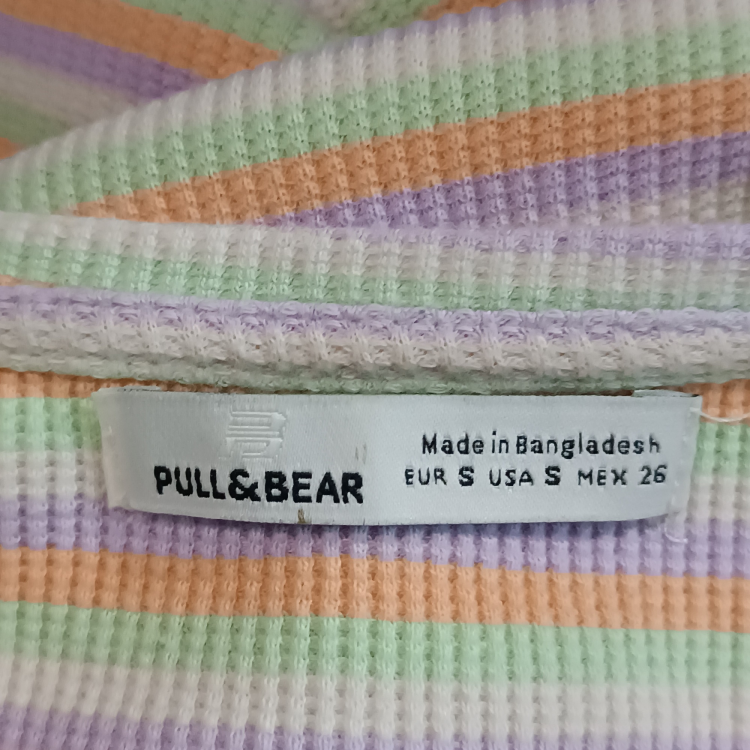 PULL&BEAR
Made in Bangladesh
EUR S USA S MEX 26